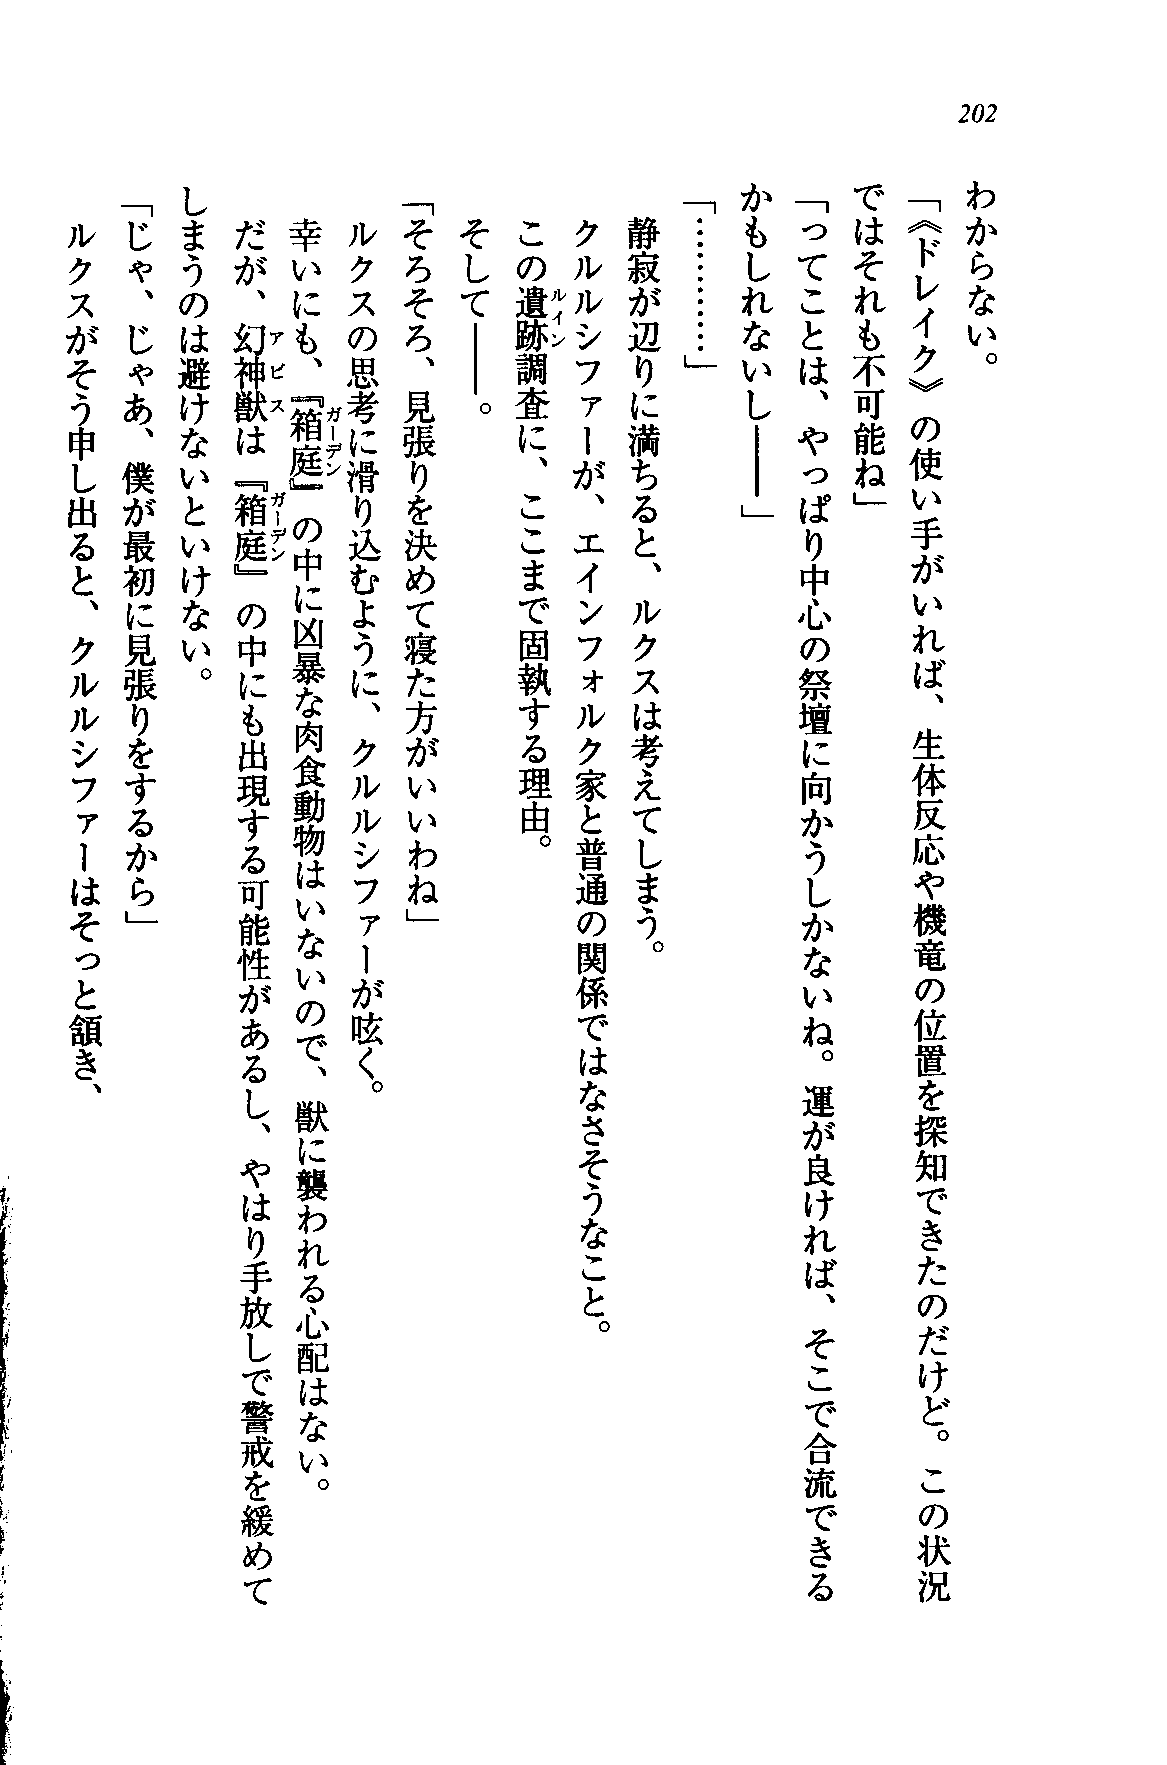 202
わからない。
「《ドレイク》の使い手がいれば、生体反応や機竜の位置を探知できたのだけど。この状況
ではそれも不可能ね」
「ってことは、やっぱり中心の祭壇に向かうしかないね。運が良ければ、そこで合流できる
かもしれないし――」
「…………」
静寂が辺りに満ちると、ルクスは考えてしまう。
クルルシファーが、エインフォルク家と普通の関係ではなさそうなこと。
この遺跡調査に、ここまで固執する理由。
ルイン
そして――。
「そろそろ、見張りを決めて寝た方がいいわね」
ルクスの思考に滑り込むように、クルルシファーが呟く。
幸いにも、『箱庭』の中に凶暴な肉食動物はいないので、獣に襲われる心配はない。
ガーデン
だが、幻神獣は『箱庭』の中にも出現する可能性があるし、やはり手放しで警戒を緩めて
アビス
ガーデン
しまうのは避けないといけない。
「じゃ、じゃあ、僕が最初に見張りをするから」
ルクスがそう申し出ると、クルルシファーはそっと頷き、